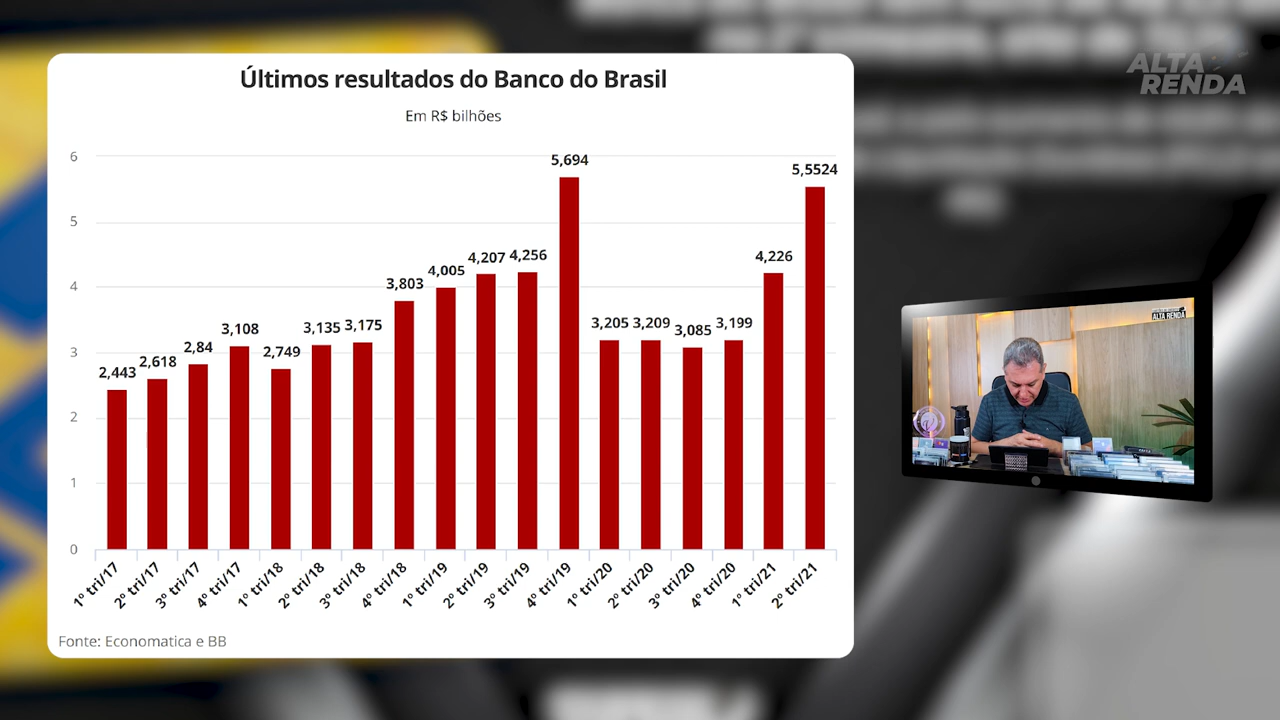 Últimos resultados do Banco do Brasil
Em R$ bilhões
ALTA
RENDA
6
5
4
3
2
1
0
2,443
2,618
2,84
3,108
2,749
3,135
3,175
3,803
4,005
4,207
4,256
5,694
3,205
3,209
3,085
3,199
4,226
5,5524
1º tri/17
2º tri/17
3º tri/17
4º tri/17
1º tri/18
2º tri/18
3º tri/18
4º tri/18
1º tri/19
2º tri/19
3º tri/19
4º tri/19
1º tri/20
2º tri/20
3º tri/20
4º tri/20
1º tri/21
2º tri/21
Fonte: Economatica e BB
ALTA RENDA